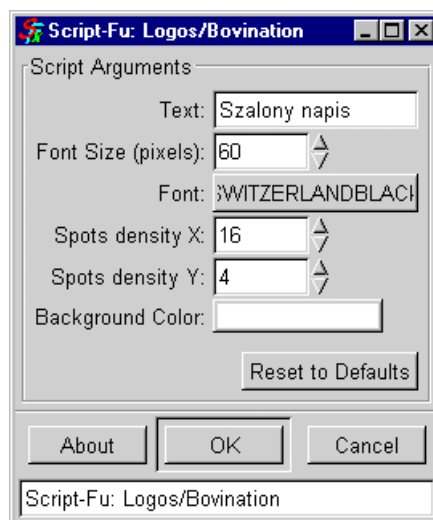 Script-Fu: Logos/Bovination
Script Arguments
Text: Szalony napis
Font Size (pixels): 60
Font: SWITZERLANDBLACK
Spots density X: 16
Spots density Y: 4
Background Color:
Reset to Defaults
About OK Cancel
Script-Fu: Logos/Bovination